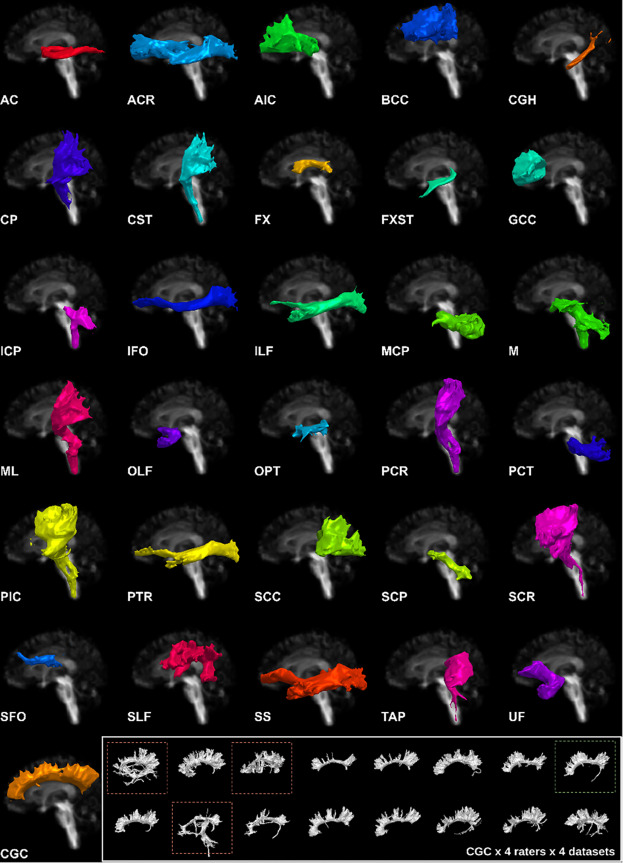 AC ACR AIC BCC CGH
CP CST FX FXST GCC
ICP IFO ILF MCP M
ML OLF OPT PCR PCT
PIC PTR SCC SCP SCR
SFO SLF SS TAP UF
CGC
CGC x 4 raters x 4 datasets